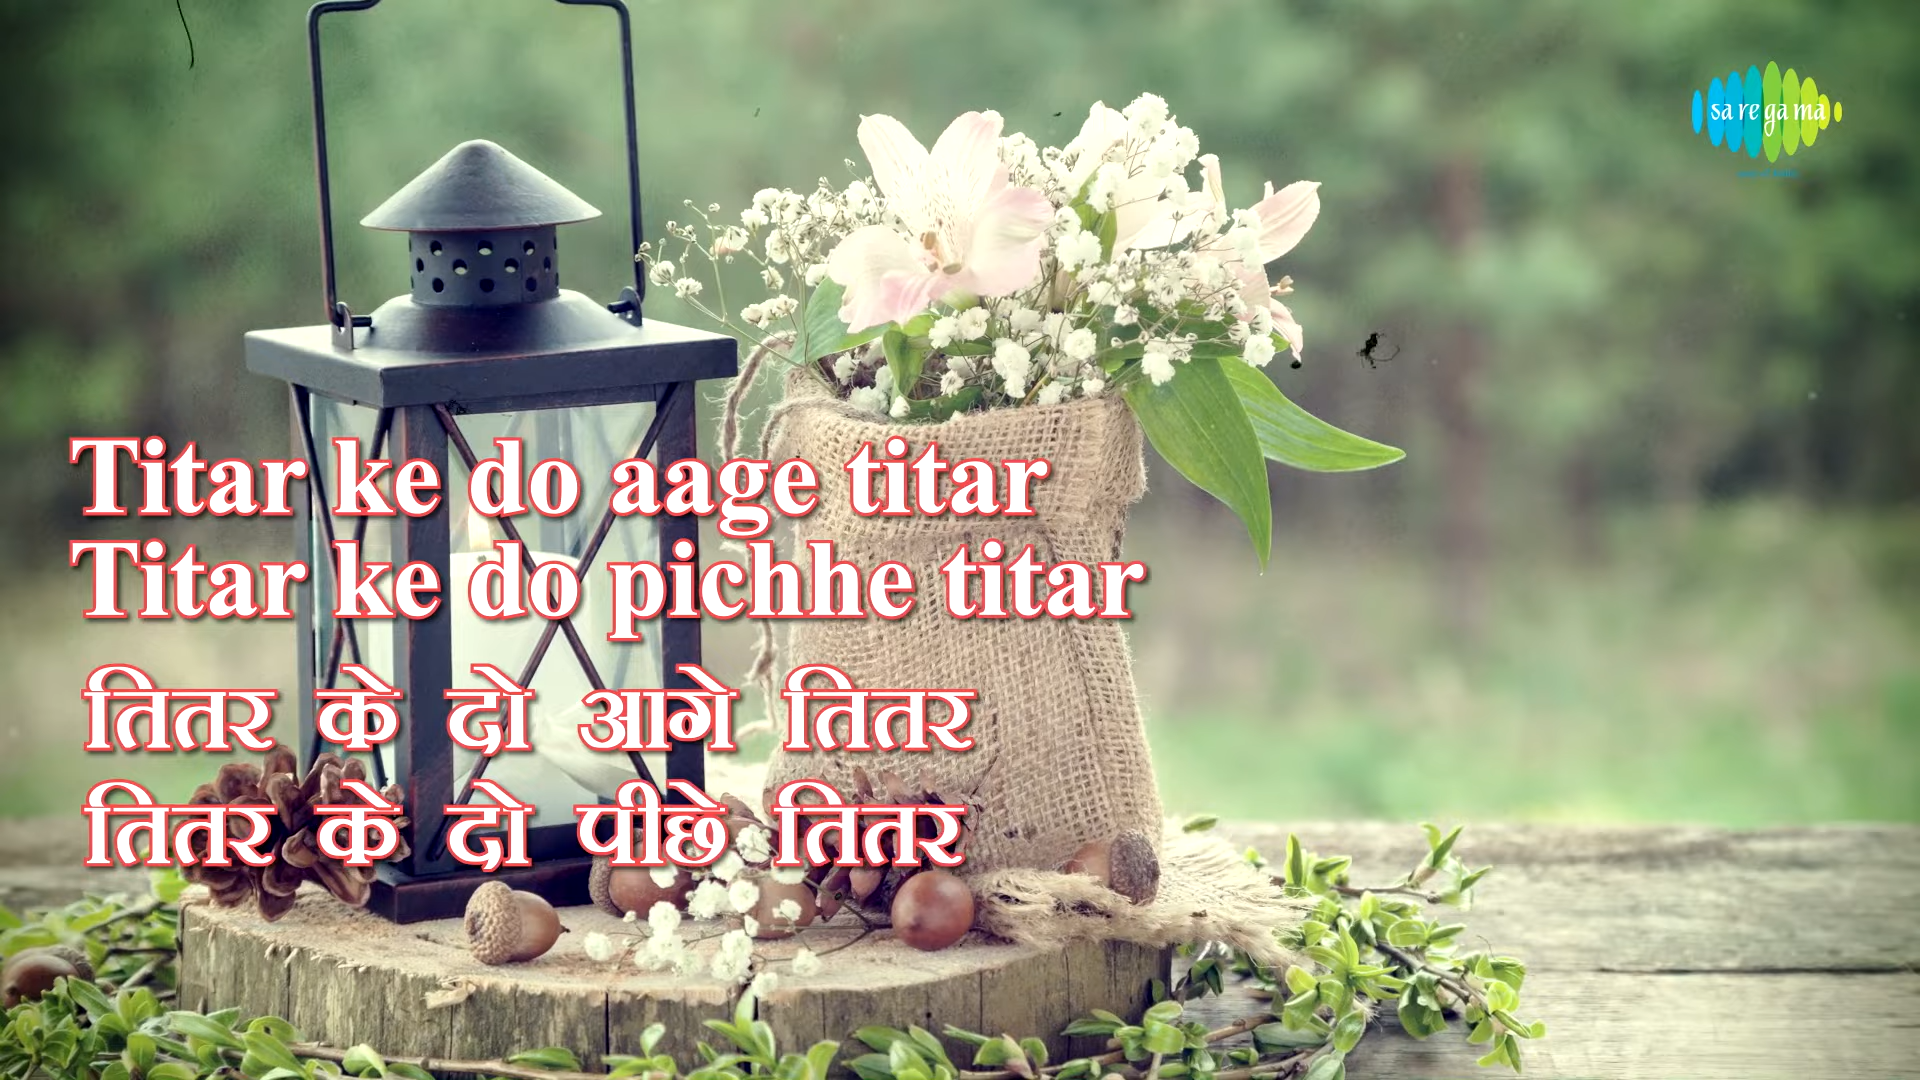 sa re ga ma
Titar ke do aage titar
Titar ke do pichhe titar
तितर के दो आगे तितर
तितर के दो पीछे तितर